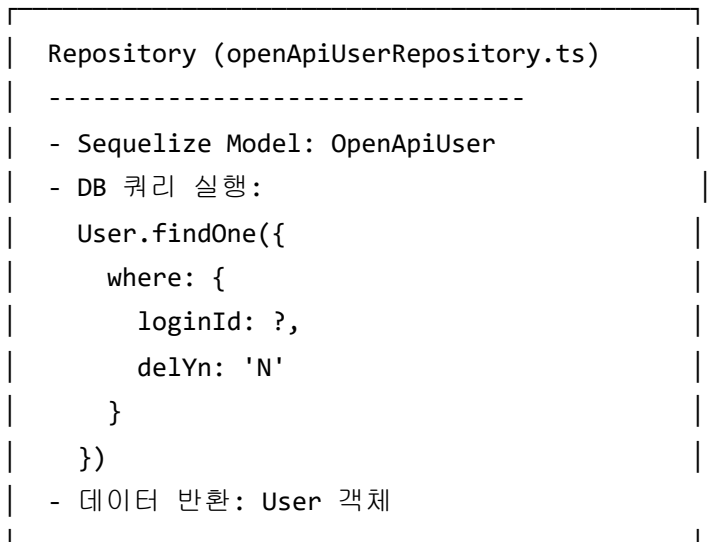 Repository (openApiUserRepository.ts)
--------------------------------
- Sequelize Model: OpenApiUser
- DB 쿼리 실행:
User.findOne({
where: {
loginId: ?,
delYn: 'N'
}
})
- 데이터 반환: User 객체